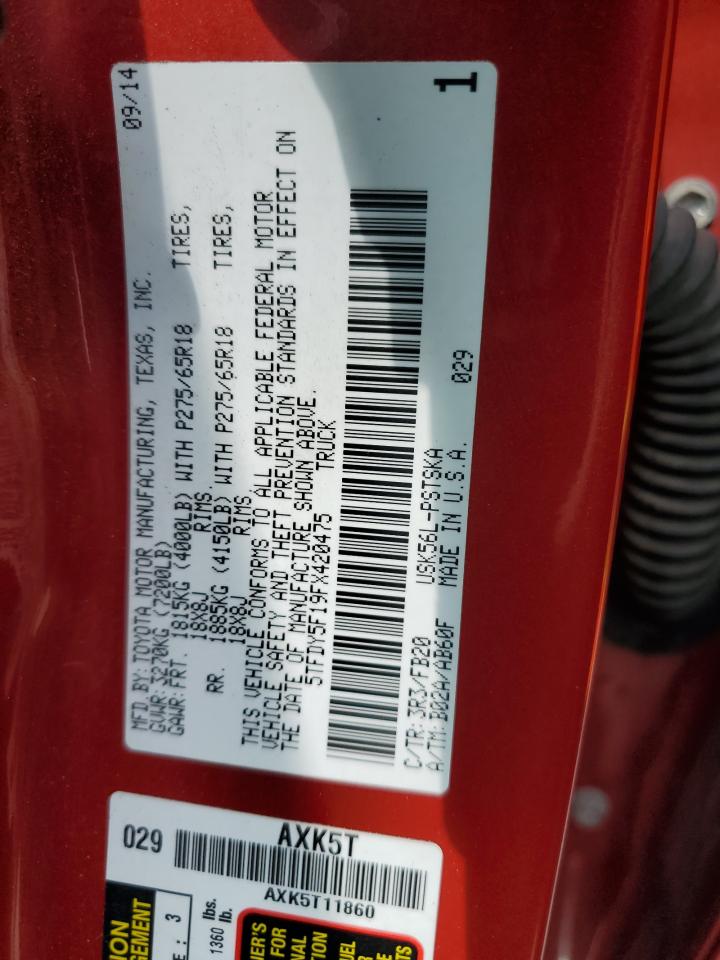 MFD BY: TOYOTA MOTOR MANUFACTURING, TEXAS, INC. 09/14
GVWR: 3270KG (7200LB)
GAWR: FRT. 1815KG (4000LB) WITH P275/65R18 TIRES,
18X8J RIMS.
RR. 1885KG (4150LB) WITH P275/65R18 TIRES,
18X8J RIMS.
THIS VEHICLE CONFORMS TO ALL APPLICABLE FEDERAL MOTOR
VEHICLE SAFETY AND THEFT PREVENTION STANDARDS IN EFFECT ON
THE DATE OF MANUFACTURE SHOWN ABOVE.
5TFDY5F19FX420475 TRUCK
C/TR: 3R3/FB20 USK56L-PSTSKA 029
A/TM: B02A/AB60F MADE IN U.S.A.
1
029
AXK5T
AXK5T11860
3
1360 lbs.
lb.
FOR